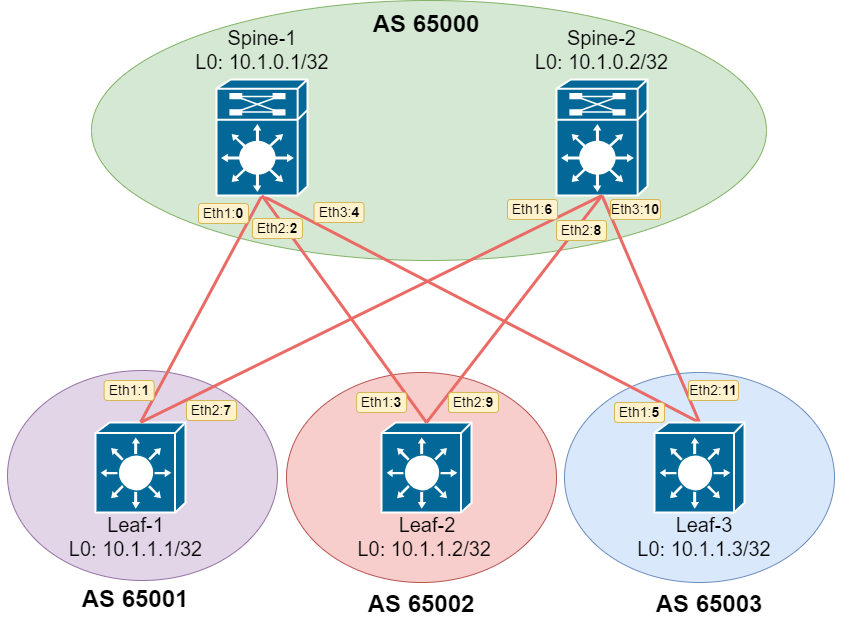 AS 65000
Spine-1
L0: 10.1.0.1/32
Spine-2
L0: 10.1.0.2/32
Eth1:0
Eth2:2
Eth3:4
Eth1:6
Eth2:8
Eth3:10
Eth1:1
Eth2:7
Eth1:3
Eth2:9
Eth1:5
Eth2:11
Leaf-1
L0: 10.1.1.1/32
Leaf-2
L0: 10.1.1.2/32
Leaf-3
L0: 10.1.1.3/32
AS 65001
AS 65002
AS 65003